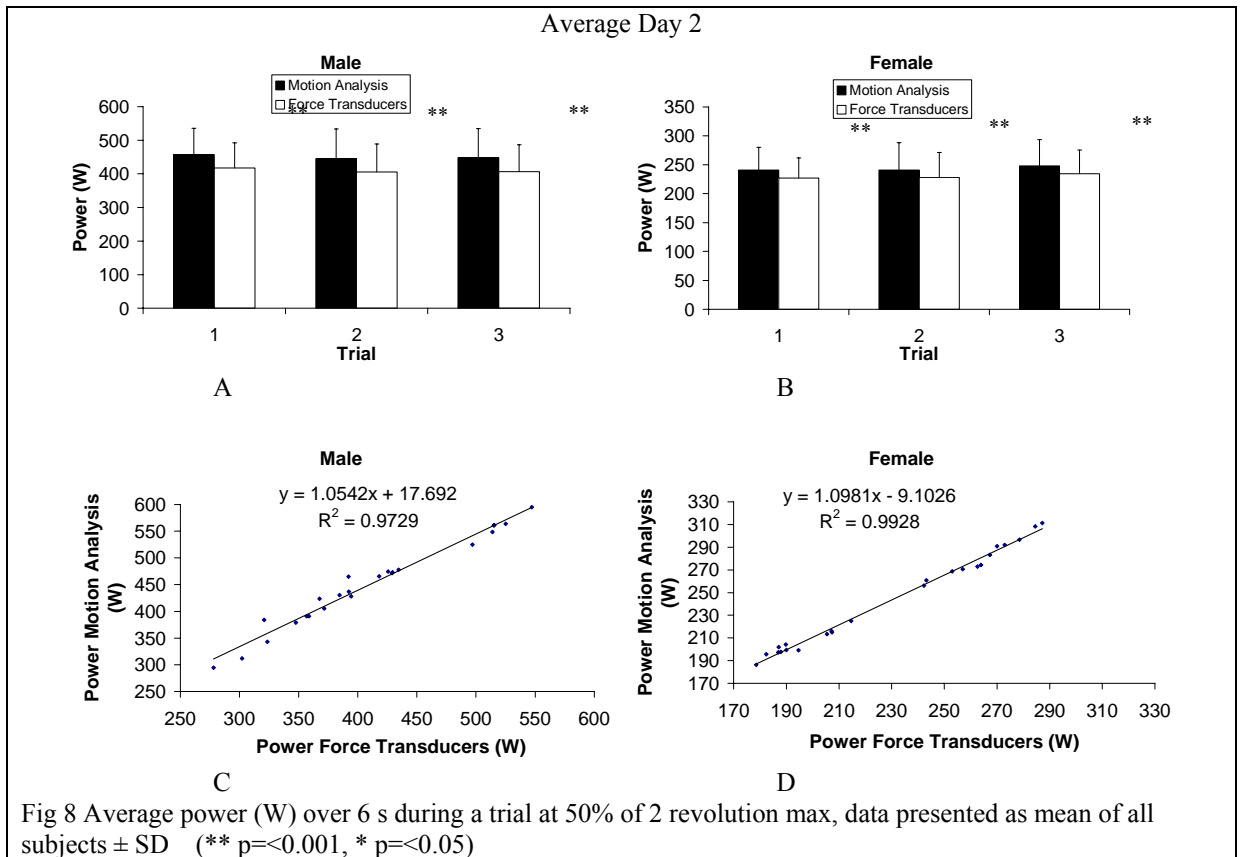 Average Day 2
Male
Motion Analysis
Force Transducers
** ** **
600
500
400
300
200
100
0
Power (W)
1 2 3
Trial
A
Female
Motion Analysis
Force Transducers
** ** **
350
300
250
200
150
100
50
0
Power (W)
1 2 3
Trial
B
Male
y = 1.0542x + 17.692
R² = 0.9729
600
550
500
450
400
350
300
250
Power Motion Analysis
(W)
250 300 350 400 450 500 550 600
Power Force Transducers (W)
C
Female
y = 1.0981x - 9.1026
R² = 0.9928
330
310
290
270
250
230
210
190
170
Power Motion Analysis
(W)
170 190 210 230 250 270 290 310 330
Power Force Transducers (W)
D
Fig 8 Average power (W) over 6 s during a trial at 50% of 2 revolution max, data presented as mean of all
subjects ± SD (** p=<0.001, * p=<0.05)